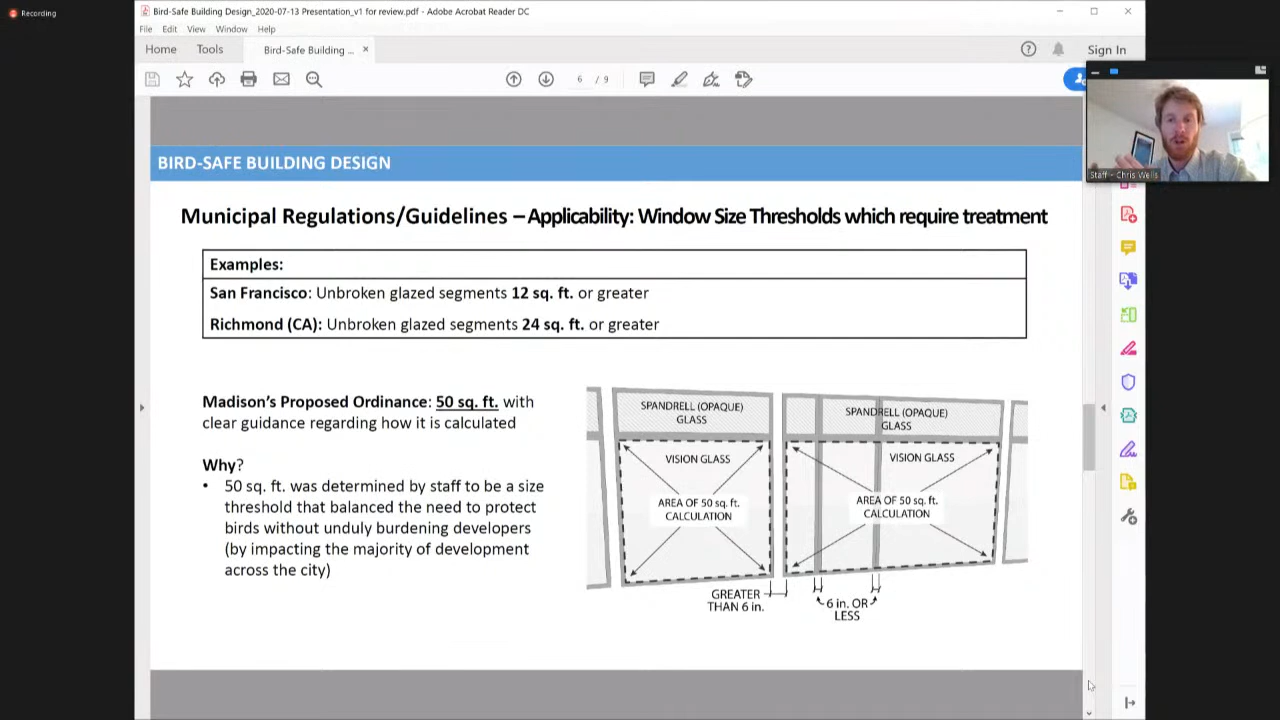 Recording
Bird-Safe Building Design_2020-07-13 Presentation_v1 for review.pdf - Adobe Acrobat Reader DC
File Edit View Window Help
Home Tools Bird-Safe Building ... × Sign In
6 / 9
Staff - Chris Wells
BIRD-SAFE BUILDING DESIGN
Municipal Regulations/Guidelines – Applicability: Window Size Thresholds which require treatment
Examples:
San Francisco: Unbroken glazed segments 12 sq. ft. or greater
Richmond (CA): Unbroken glazed segments 24 sq. ft. or greater
Madison's Proposed Ordinance: 50 sq. ft. with
clear guidance regarding how it is calculated
Why?
• 50 sq. ft. was determined by staff to be a size
threshold that balanced the need to protect
birds without unduly burdening developers
(by impacting the majority of development
across the city)
SPANDRELL (OPAQUE)
GLASS
VISION GLASS
AREA OF 50 sq. ft.
CALCULATION
SPANDRELL (OPAQUE)
GLASS
VISION GLASS
AREA OF 50 sq. ft.
CALCULATION
GREATER
THAN 6 in.
6 in. OR
LESS